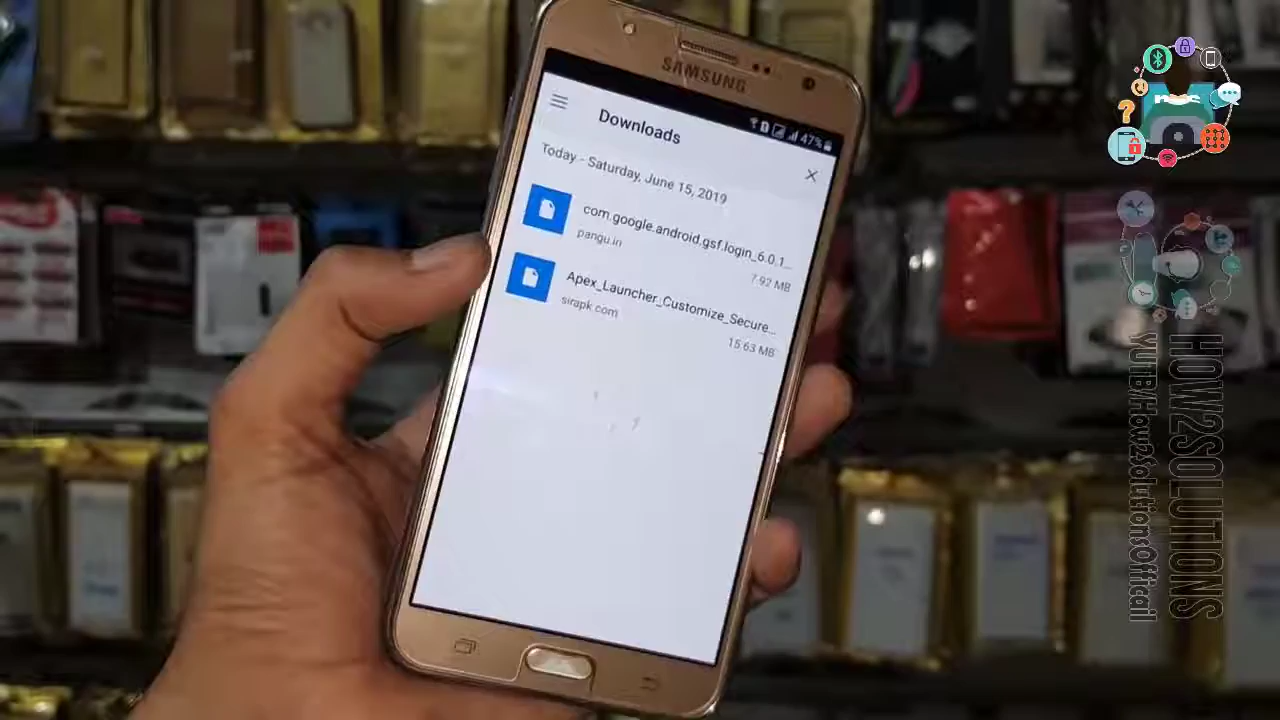 SAMSUNG
47%
Downloads
Today - Saturday, June 15, 2019
com.google.android.gsf.login_6.0.1...
pangu.in
7.92 MB
Apex_Launcher_Customize_Secure...
sirapk.com
15.63 MB
HOW2SOLUTIONS
YUTB/How2SolutionsOfficail